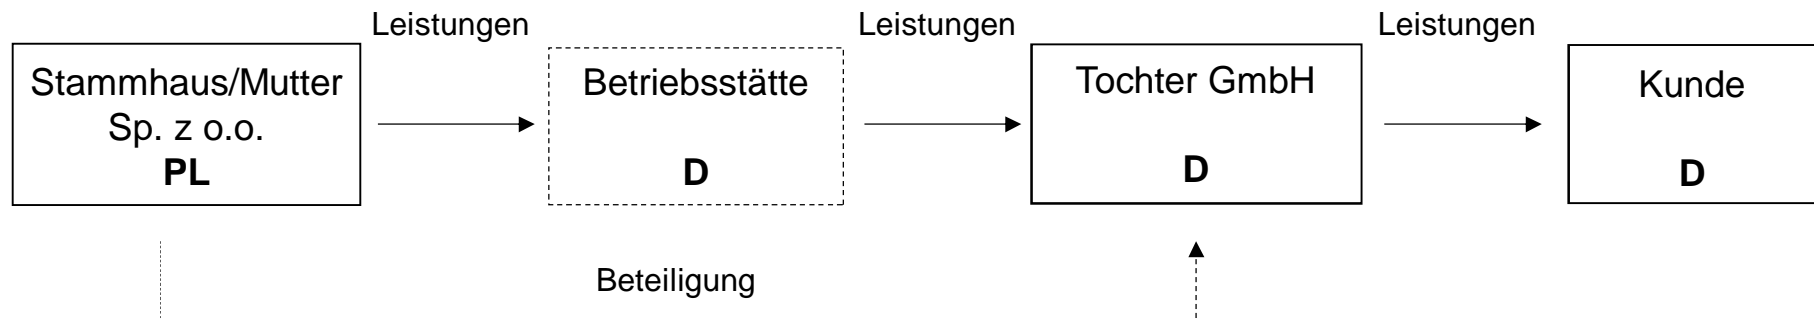 Leistungen
Leistungen
Leistungen
Stammhaus/Mutter
Sp. z o.o.
PL
Betriebsstätte
D
Tochter GmbH
D
Kunde
D
Beteiligung